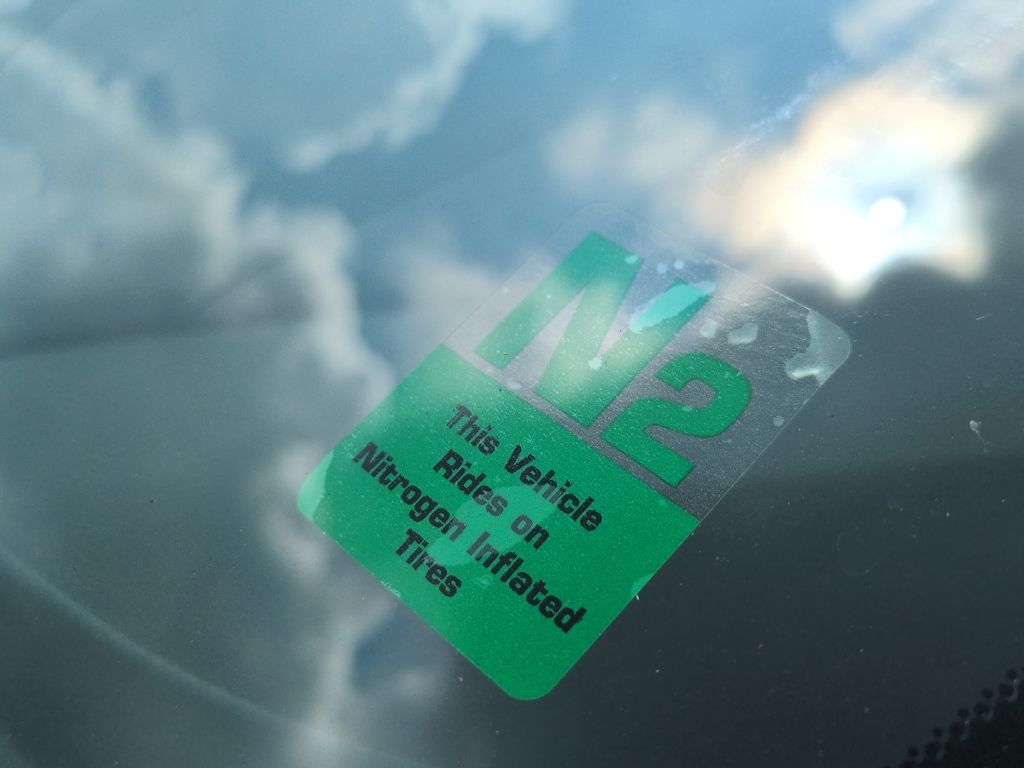 N2
This Vehicle
Rides on
Nitrogen Inflated
Tires